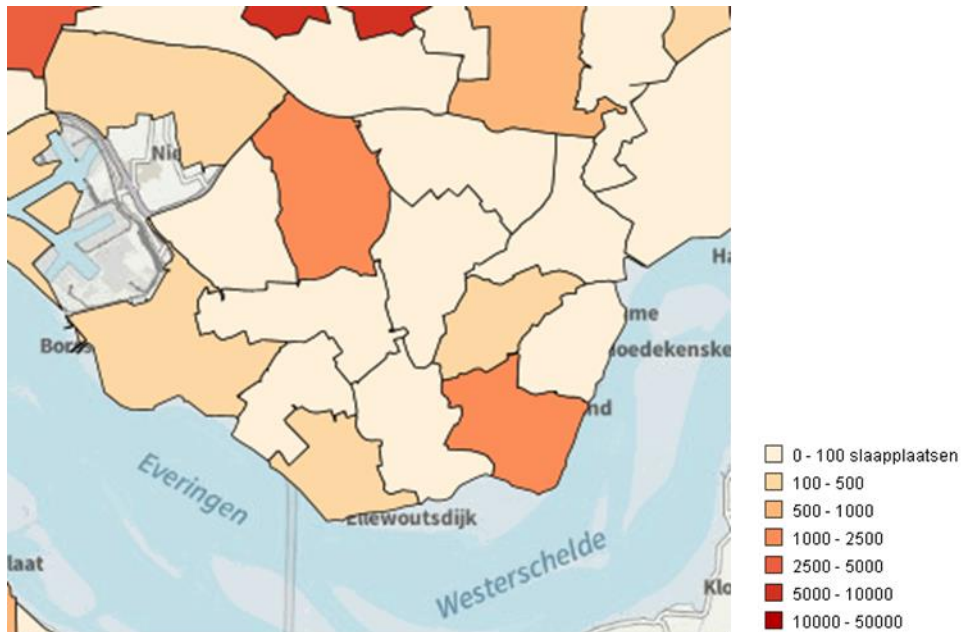 Nie
Ha
me
Bors
oedekenske
nd
Everingen
Ellewoutsdijk
Westerschelde
laat
Klo
0 - 100 slaapplaatsen
100 - 500
500 - 1000
1000 - 2500
2500 - 5000
5000 - 10000
10000 - 50000